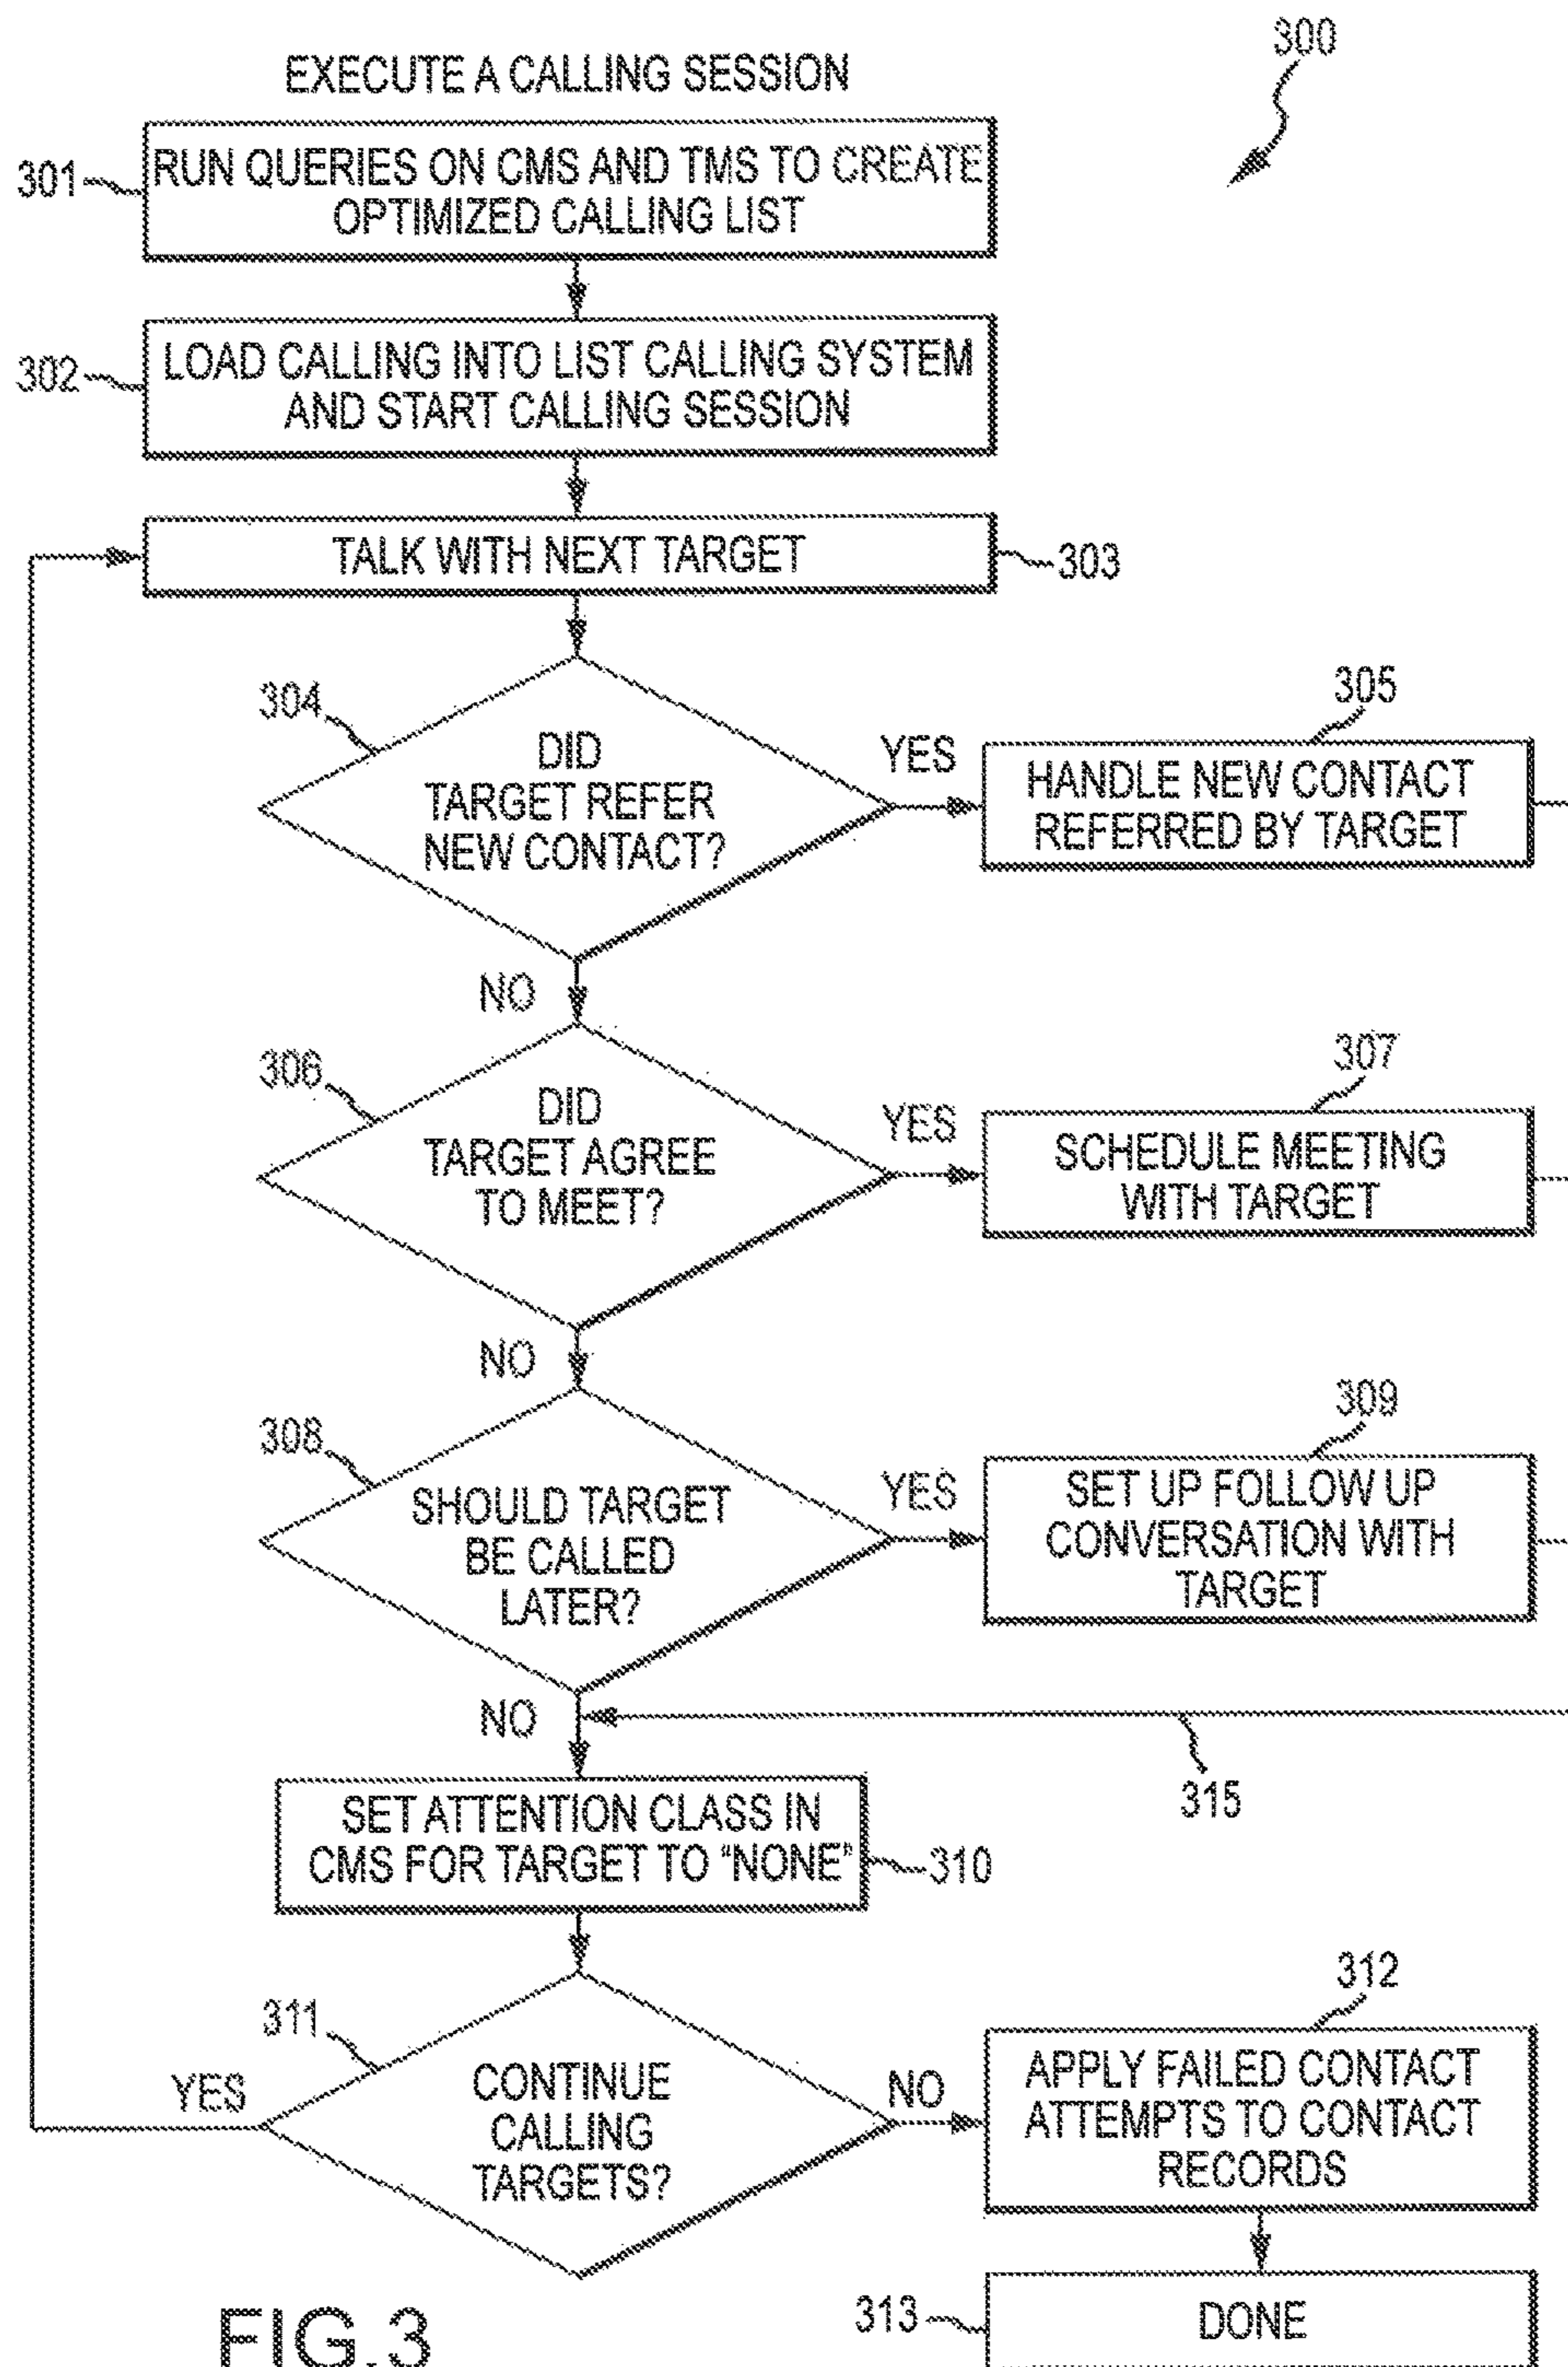 300
EXECUTE A CALLING SESSION
301
RUN QUERIES ON CMS AND TMS TO CREATE
OPTIMIZED CALLING LIST
302
LOAD CALLING INTO LIST CALLING SYSTEM
AND START CALLING SESSION
TALK WITH NEXT TARGET
303
304
DID
TARGET REFER
NEW CONTACT?
YES
305
HANDLE NEW CONTACT
REFERRED BY TARGET
NO
306
DID
TARGET AGREE
TO MEET?
YES
307
SCHEDULE MEETING
WITH TARGET
NO
308
SHOULD TARGET
BE CALLED
LATER?
YES
309
SET UP FOLLOW UP
CONVERSATION WITH
TARGET
NO
315
SET ATTENTION CLASS IN
CMS FOR TARGET TO “NONE”
310
311
YES
CONTINUE
CALLING
TARGETS?
NO
312
APPLY FAILED CONTACT
ATTEMPTS TO CONTACT
RECORDS
313
DONE
FIG.3